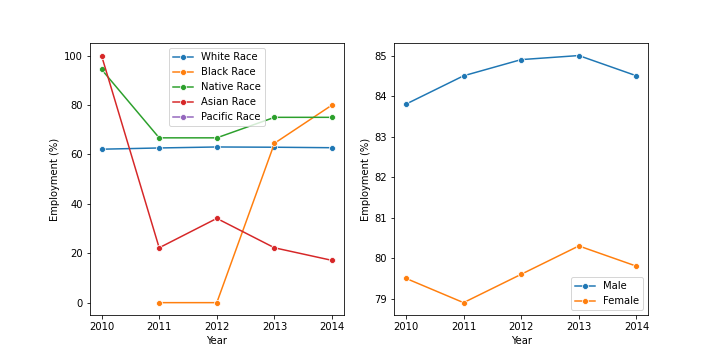 100
80
60
40
20
0
Employment (%)
White Race
Black Race
Native Race
Asian Race
Pacific Race
2010 2011 2012 2013 2014
Year
85
84
83
82
81
80
79
Employment (%)
Male
Female
2010 2011 2012 2013 2014
Year